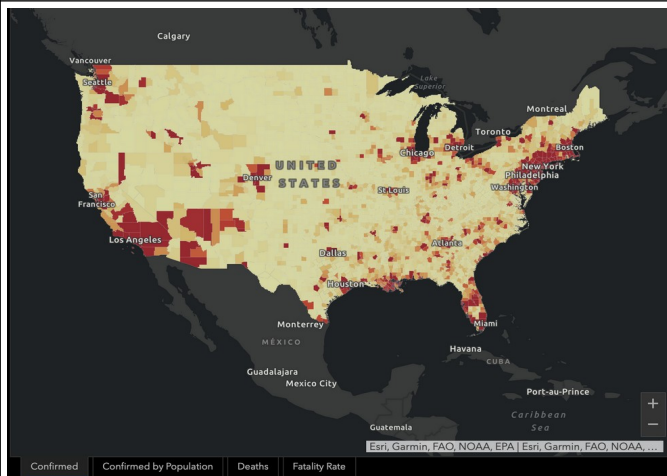 Calgary
Vancouver
Seattle
Lake
Superior
Montreal
Toronto
Boston
Chicago
Detroit
New York
Philadelphia
UNITED
STATES
Denver
St Louis
Washington
San
Francisco
Los Angeles
Atlanta
Dallas
Houston
Monterrey
Miami
MÉXICO
Havana
CUBA
Guadalajara
Mexico City
Port-au-Prince
Caribbean
Sea
Guatemala
+
−
Esri, Garmin, FAO, NOAA, EPA | Esri, Garmin, FAO, NOAA, ...
Confirmed Confirmed by Population Deaths Fatality Rate